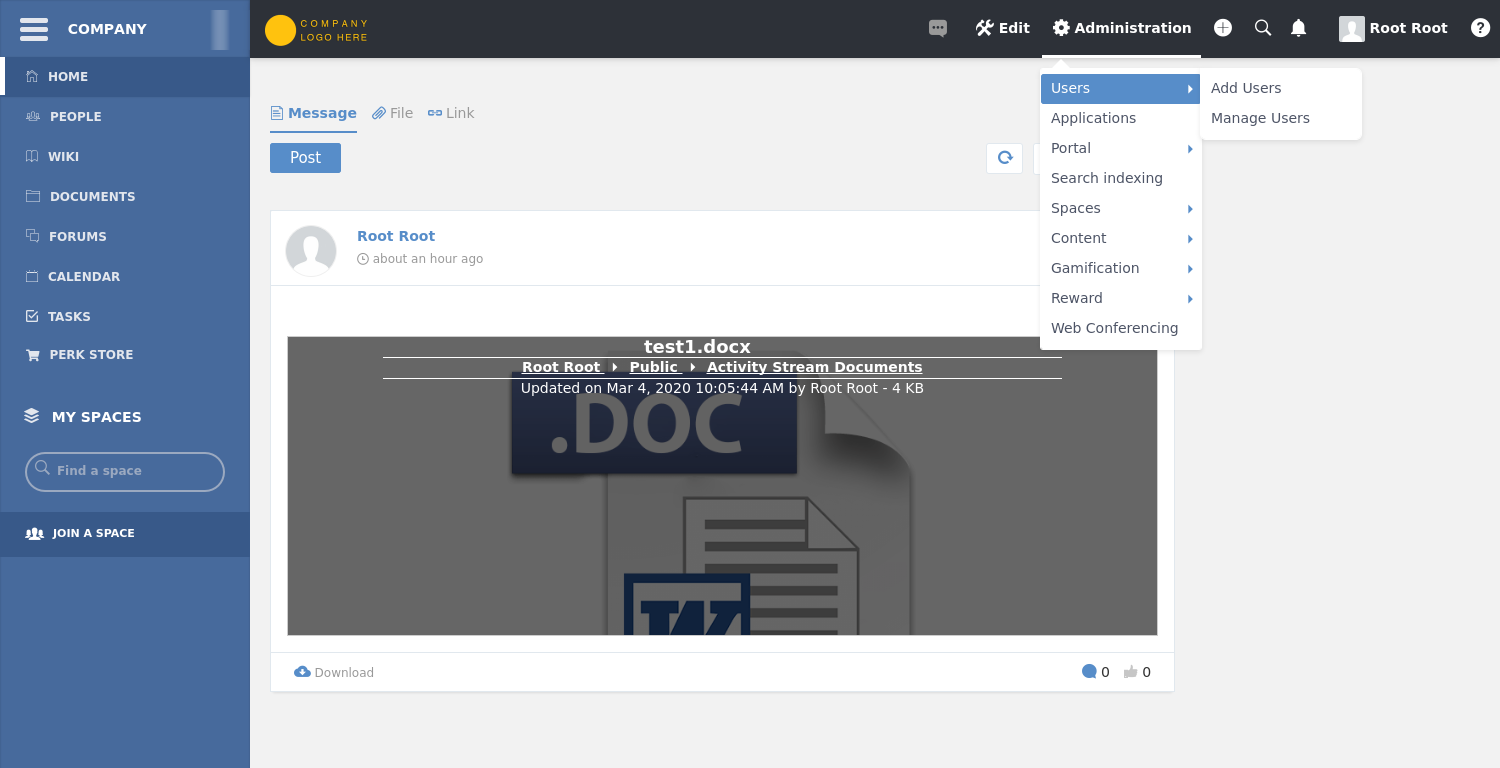 COMPANY
COMPANY
LOGO HERE
Edit
Administration
Root Root
HOME
PEOPLE
WIKI
DOCUMENTS
FORUMS
CALENDAR
TASKS
PERK STORE
MY SPACES
Find a space
JOIN A SPACE
Message
File
Link
Post
Users
Applications
Portal
Search indexing
Spaces
Content
Gamification
Reward
Web Conferencing
Add Users
Manage Users
Root Root
about an hour ago
test1.docx
Root Root Public Activity Stream Documents
Updated on Mar 4, 2020 10:05:44 AM by Root Root - 4 KB
.DOC
W
Download
0 0